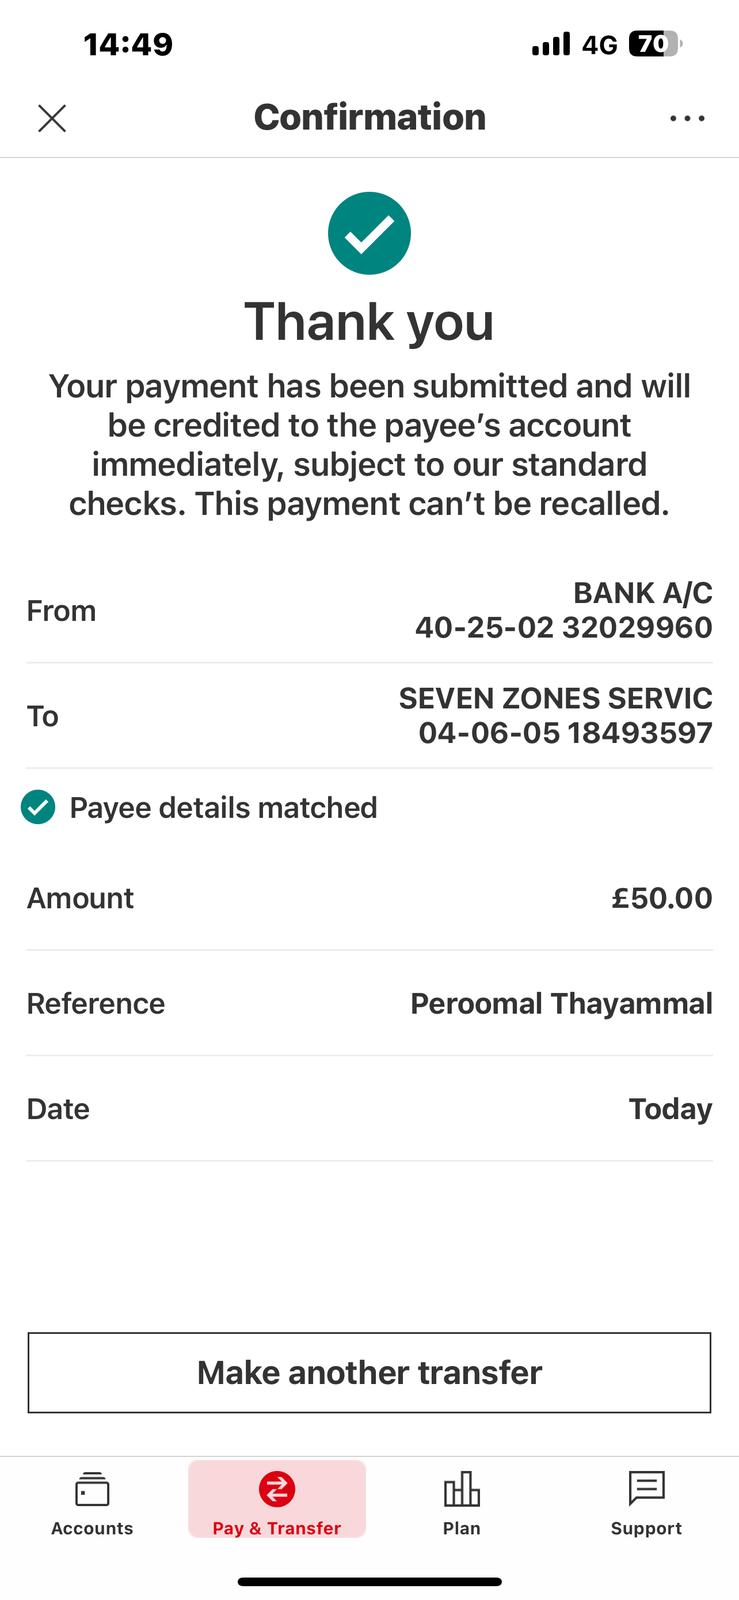 14:49
4G 70
Confirmation
Thank you
Your payment has been submitted and will
be credited to the payee’s account
immediately, subject to our standard
checks. This payment can’t be recalled.
From
BANK A/C
40-25-02 32029960
To
SEVEN ZONES SERVIC
04-06-05 18493597
Payee details matched
Amount £50.00
Reference Peroomal Thayammal
Date Today
Make another transfer
Accounts Pay & Transfer Plan Support